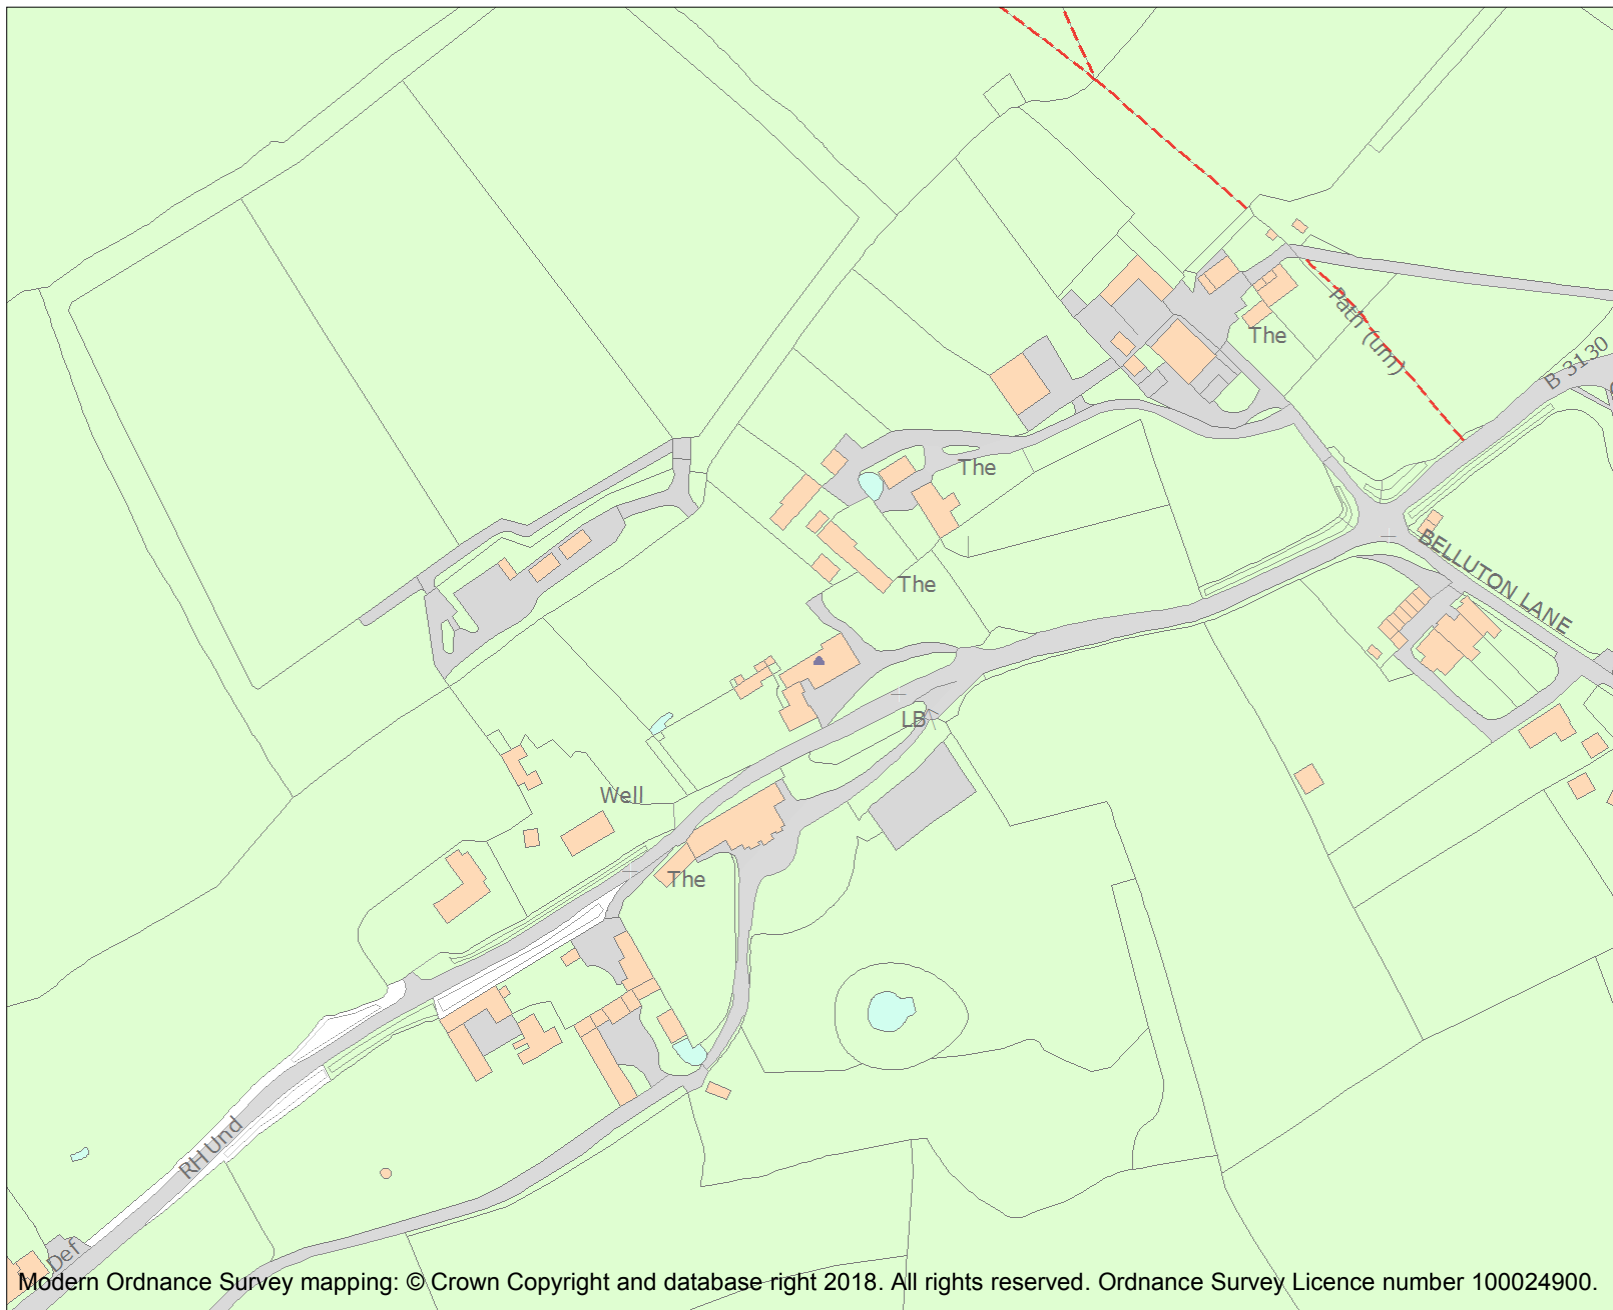 Path (um)
The
B 3130
The
BELLUTON LANE
The
LB
Well
The
RH
Und
Def
Modern Ordnance Survey mapping: © Crown Copyright and database right 2018. All rights reserved. Ordnance Survey Licence number 100024900.